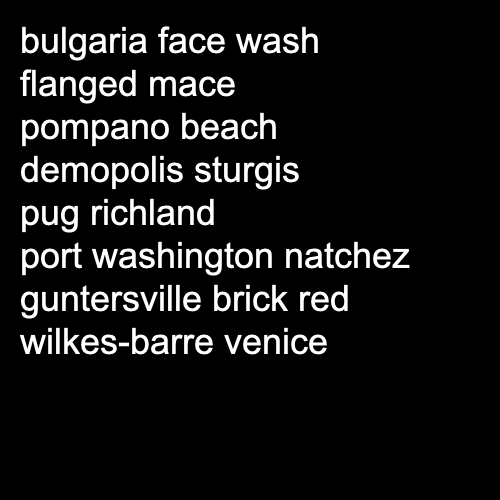 bulgaria face wash
flanged mace
pompano beach
demopolis sturgis
pug richland
port washington natchez
guntersville brick red
wilkes-barre venice